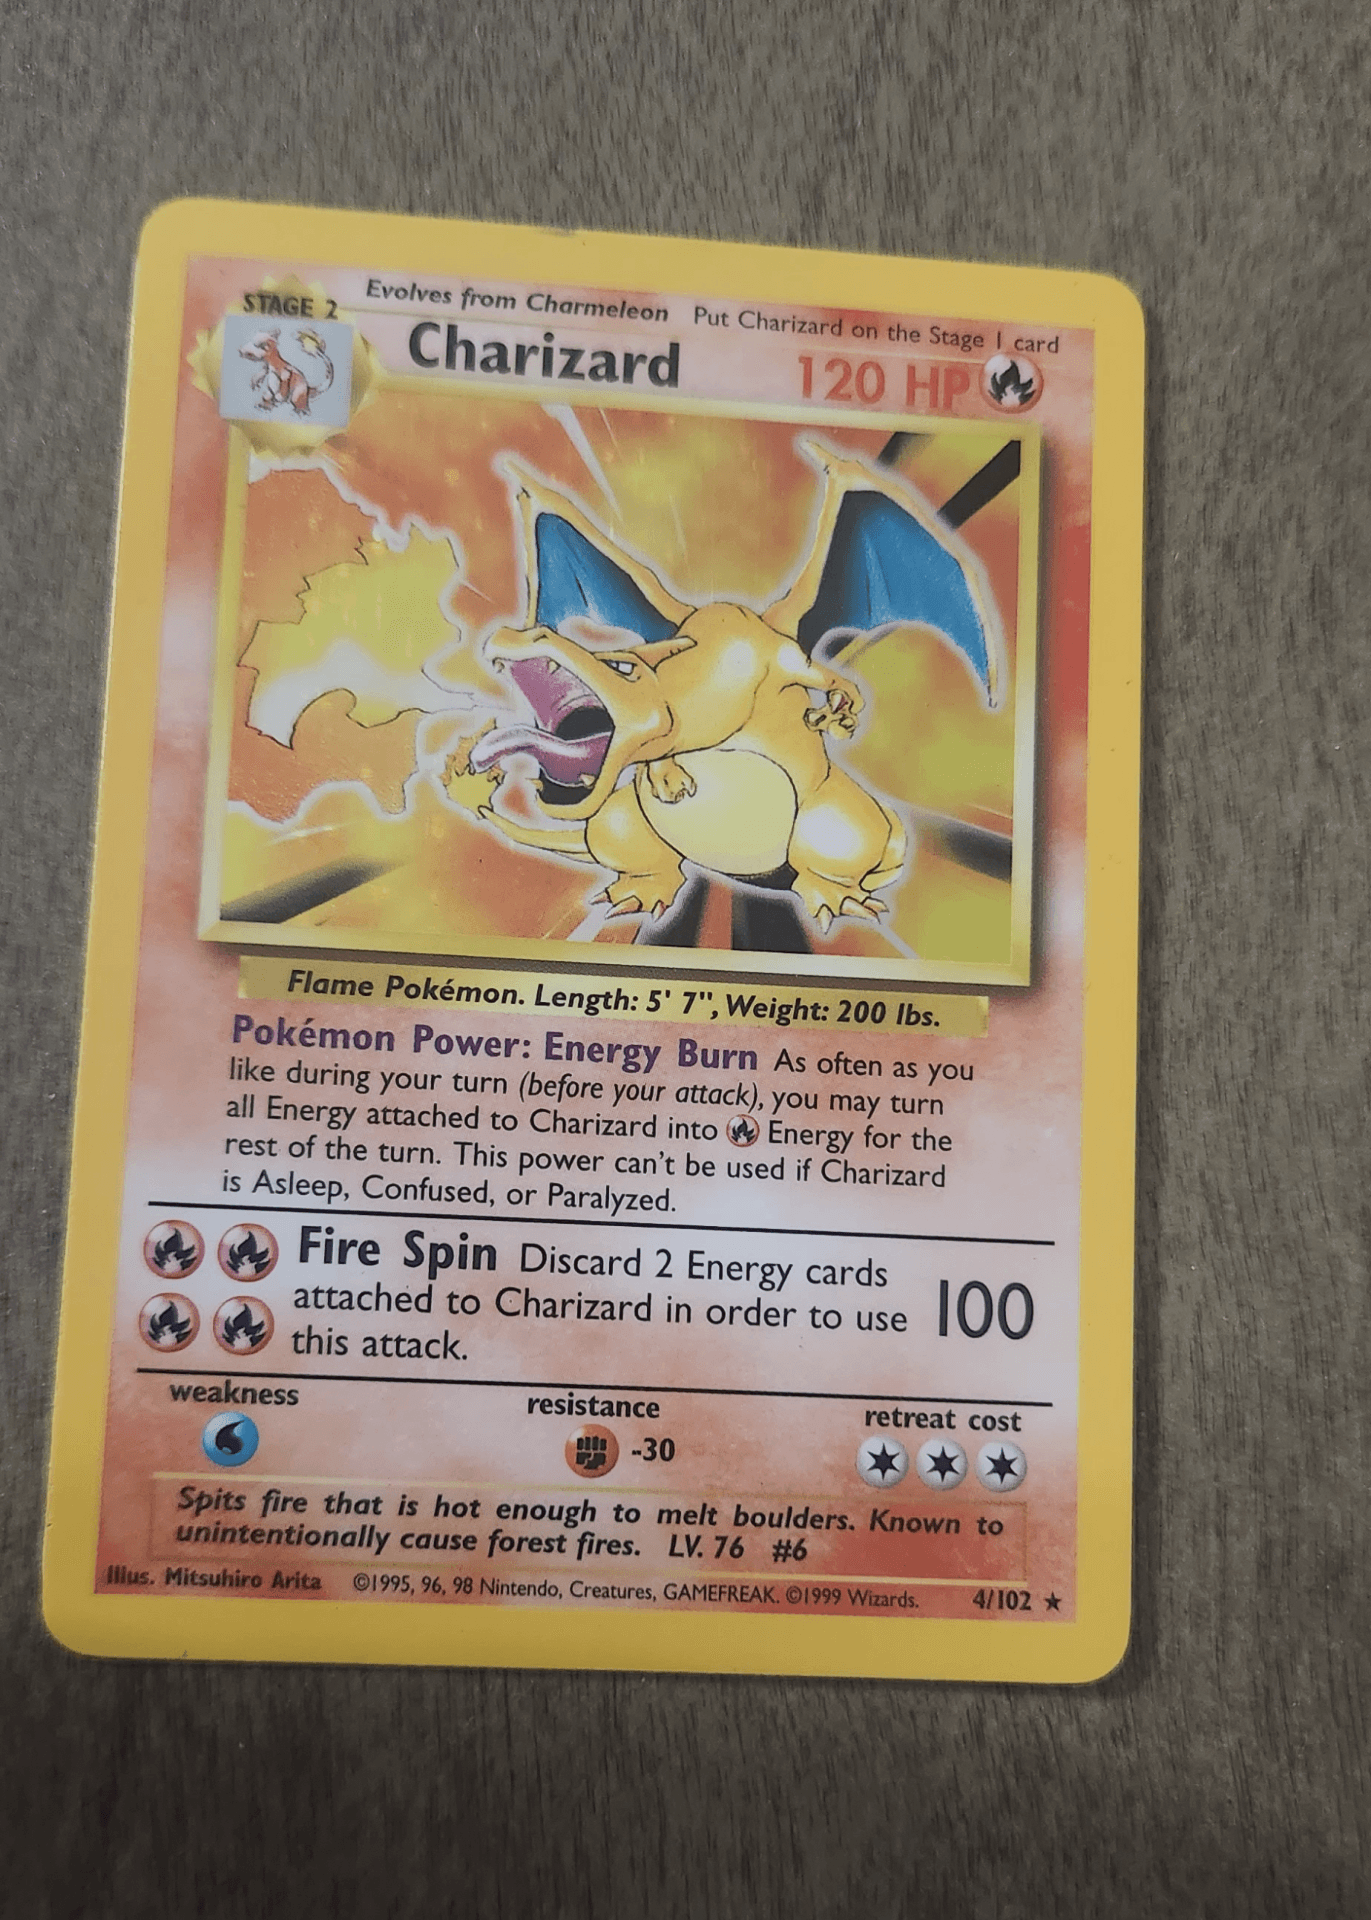 STAGE 2 Evolves from Charmeleon Put Charizard on the Stage 1 card
Charizard 120 HP
Flame Pokémon. Length: 5' 7", Weight: 200 lbs.
Pokémon Power: Energy Burn As often as you
like during your turn (before your attack), you may turn
all Energy attached to Charizard into Energy for the
rest of the turn. This power can't be used if Charizard
is Asleep, Confused, or Paralyzed.
Fire Spin Discard 2 Energy cards
attached to Charizard in order to use 100
this attack.
weakness resistance retreat cost
-30
Spits fire that is hot enough to melt boulders. Known to
unintentionally cause forest fires. LV. 76 #6
Illus. Mitsuhiro Arita ©1995, 96, 98 Nintendo, Creatures, GAMEFREAK. ©1999 Wizards. 4/102 ★